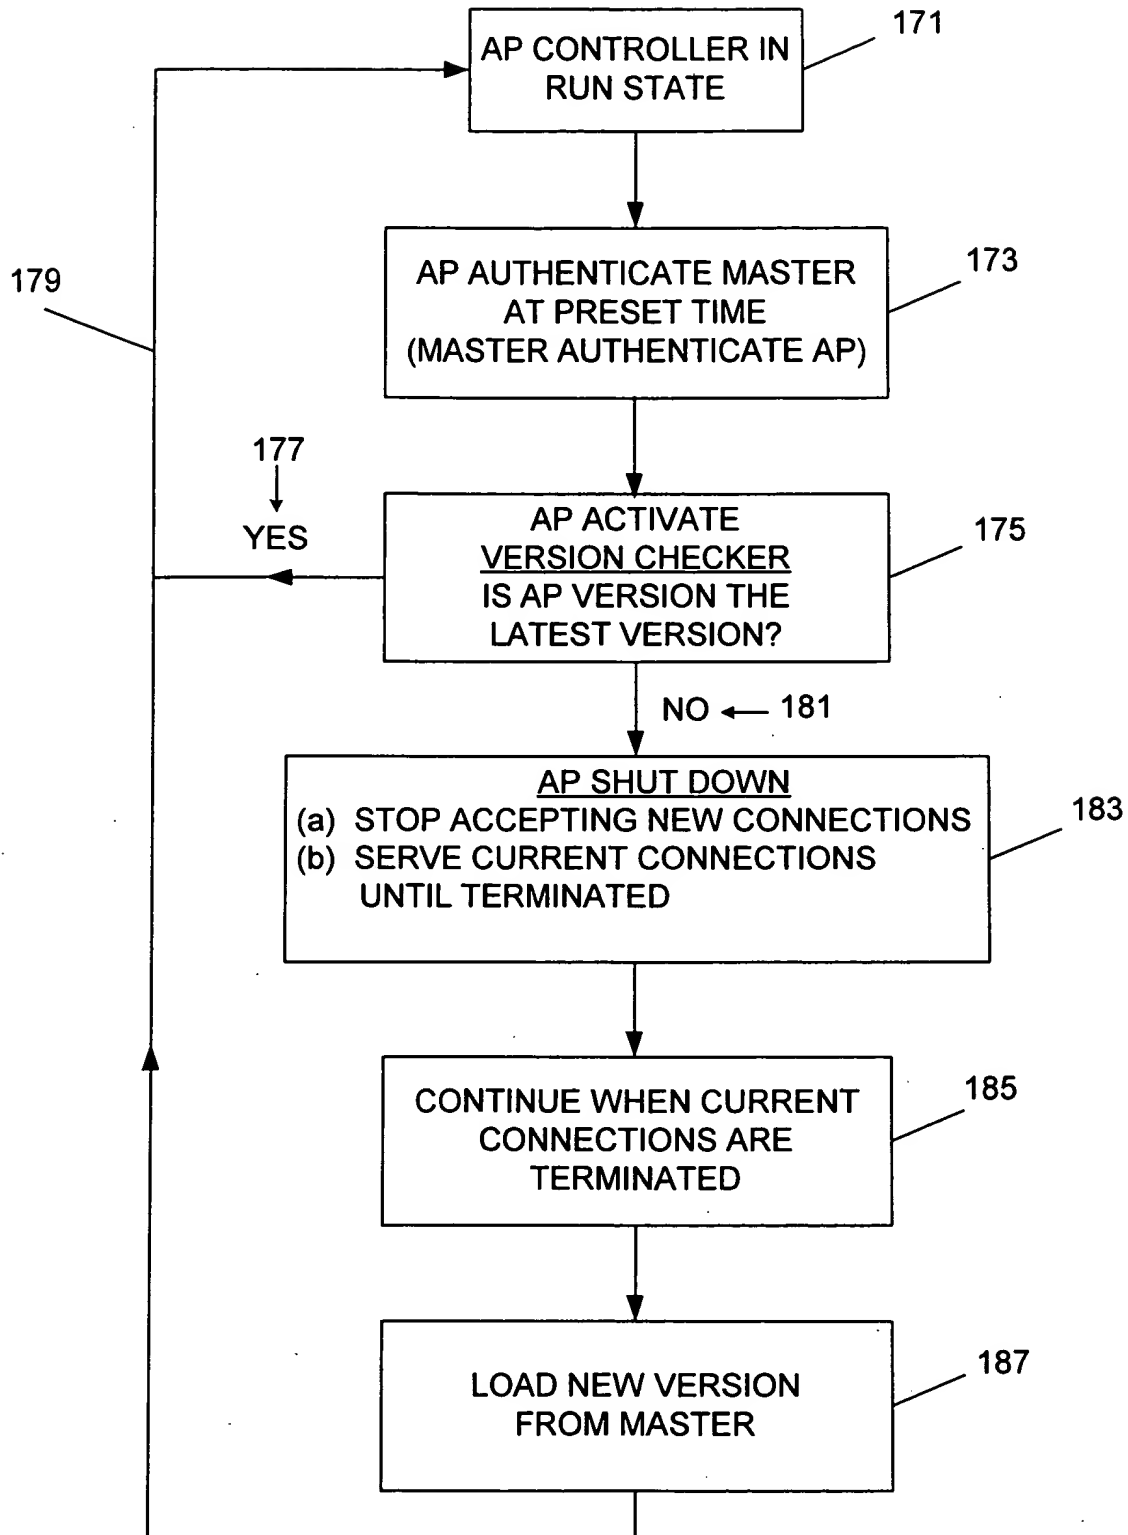 171
AP CONTROLLER IN
RUN STATE
173
AP AUTHENTICATE MASTER
AT PRESET TIME
(MASTER AUTHENTICATE AP)
179
177
YES
175
AP ACTIVATE
VERSION CHECKER
IS AP VERSION THE
LATEST VERSION?
NO
181
AP SHUT DOWN
(a) STOP ACCEPTING NEW CONNECTIONS
(b) SERVE CURRENT CONNECTIONS
UNTIL TERMINATED
183
CONTINUE WHEN CURRENT
CONNECTIONS ARE
TERMINATED
185
LOAD NEW VERSION
FROM MASTER
187